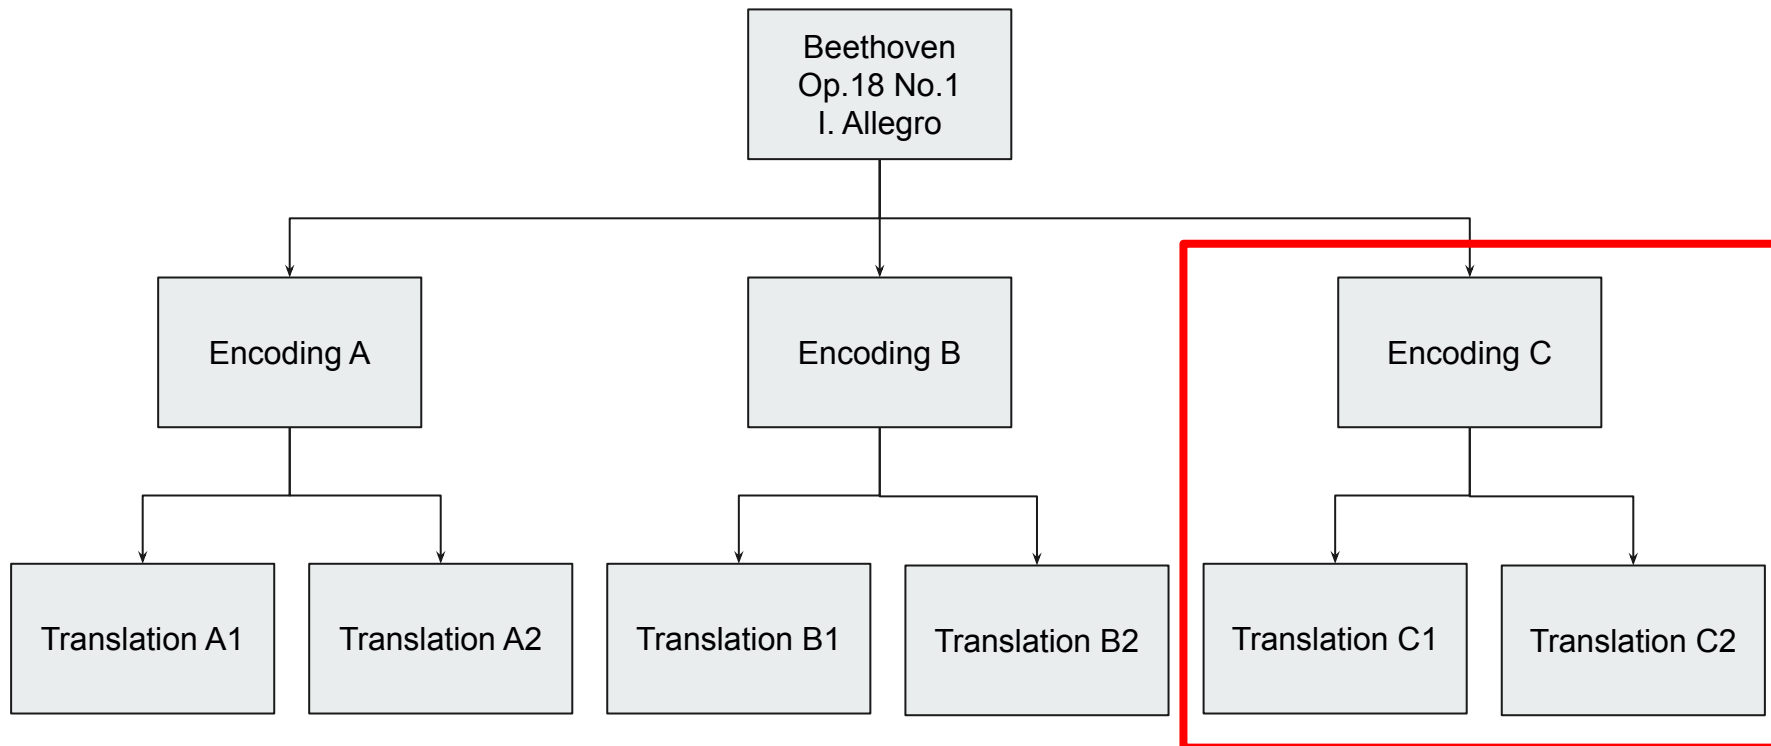 Beethoven
Op.18 No.1
I. Allegro
Encoding A
Encoding B
Encoding C
Translation A1
Translation A2
Translation B1
Translation B2
Translation C1
Translation C2